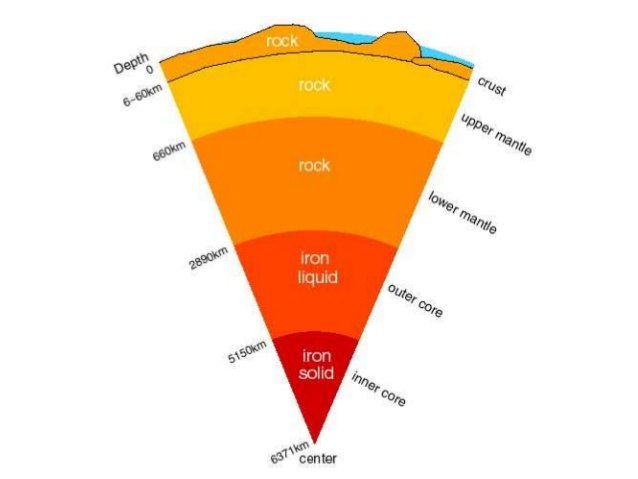 Depth
0
rock
crust
6-60km
rock
upper mantle
660km
rock
lower mantle
2890km
iron
liquid
outer core
5150km
iron
solid
inner core
6371km
center